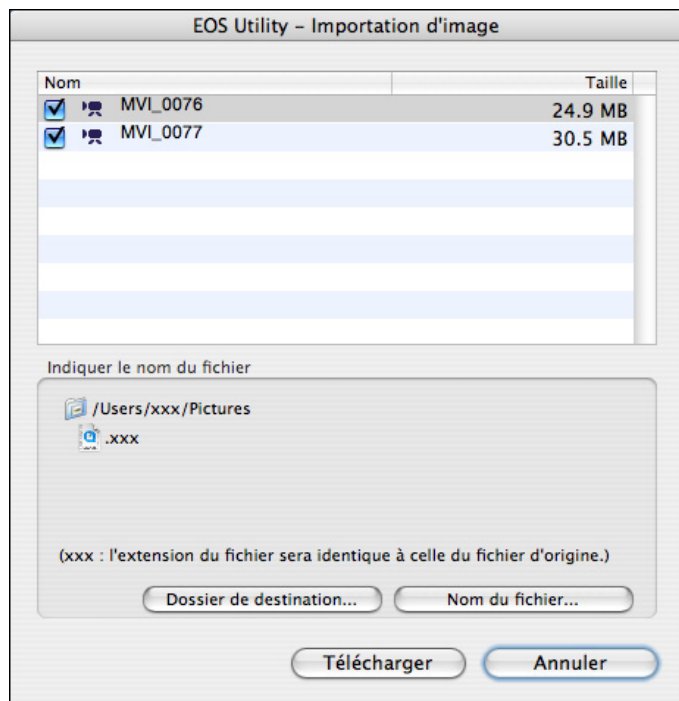 EOS Utility – Importation d'image
Nom Taille
MVI_0076 24.9 MB
MVI_0077 30.5 MB
Indiquer le nom du fichier
/Users/xxx/Pictures
.xxx
(xxx : l'extension du fichier sera identique à celle du fichier d'origine.)
Dossier de destination... Nom du fichier...
Télécharger Annuler